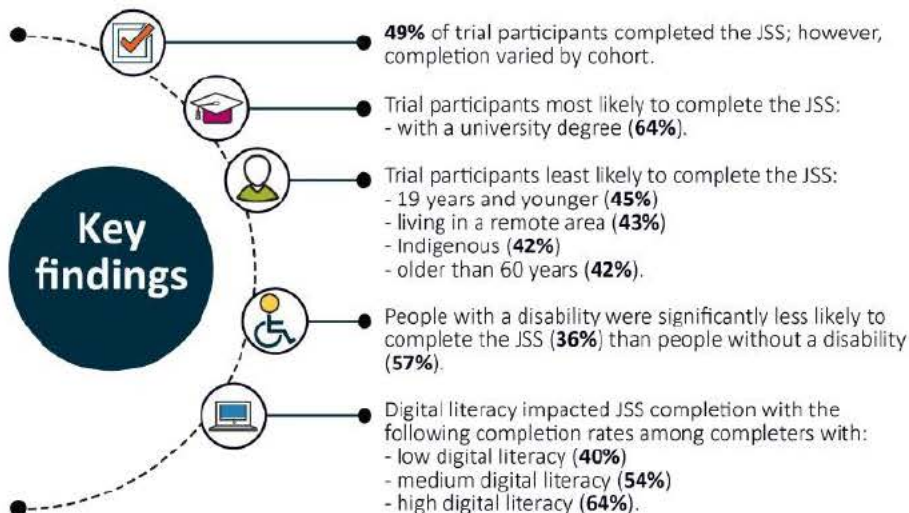 49% of trial participants completed the JSS; however,
completion varied by cohort.
Trial participants most likely to complete the JSS:
- with a university degree (64%).
Trial participants least likely to complete the JSS:
- 19 years and younger (45%)
- living in a remote area (43%)
- Indigenous (42%)
- older than 60 years (42%).
Key
findings
People with a disability were significantly less likely to
complete the JSS (36%) than people without a disability
(57%).
Digital literacy impacted JSS completion with the
following completion rates among completers with:
- low digital literacy (40%)
- medium digital literacy (54%)
- high digital literacy (64%).